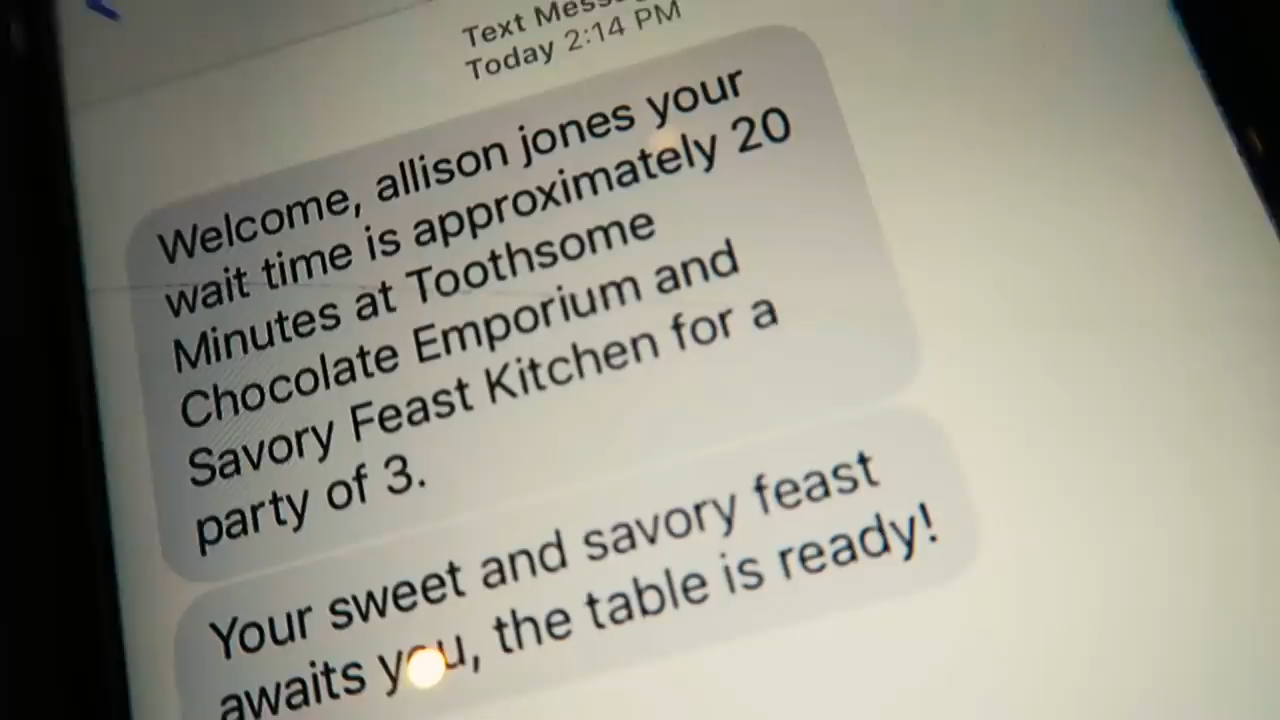 Text
Today 2:14 PM
Welcome, allison jones your
wait time is approximately 20
Minutes at Toothsome
Chocolate Emporium and
Savory Feast Kitchen for a
party of 3.
Your sweet and savory feast
awaits you, the table is ready!